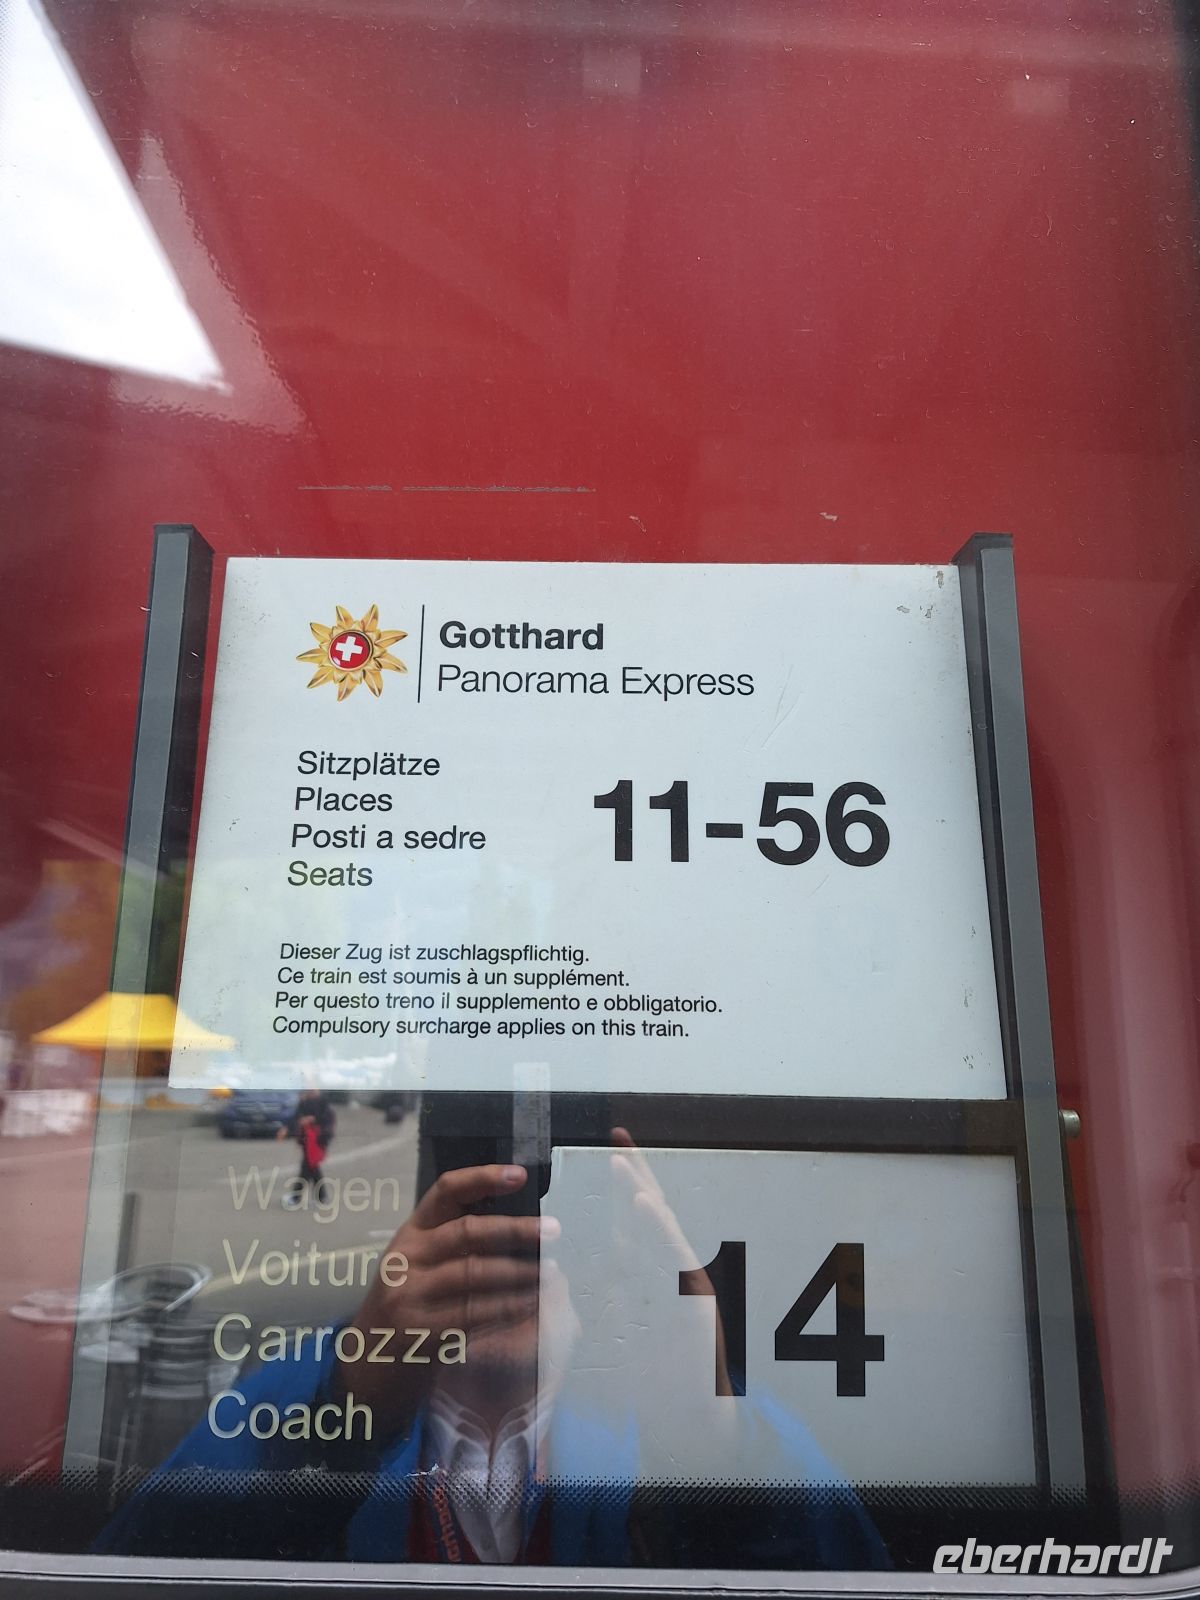 Gotthard
Panorama Express
Sitzplätze
Places
Posti a sedre
Seats
11-56
Dieser Zug ist zuschlagspflichtig.
Ce train est soumis à un supplément.
Per questo treno il supplemento e obbligatorio.
Compulsory surcharge applies on this train.
Wagen
Voiture
Carrozza
Coach
14
eberhardt